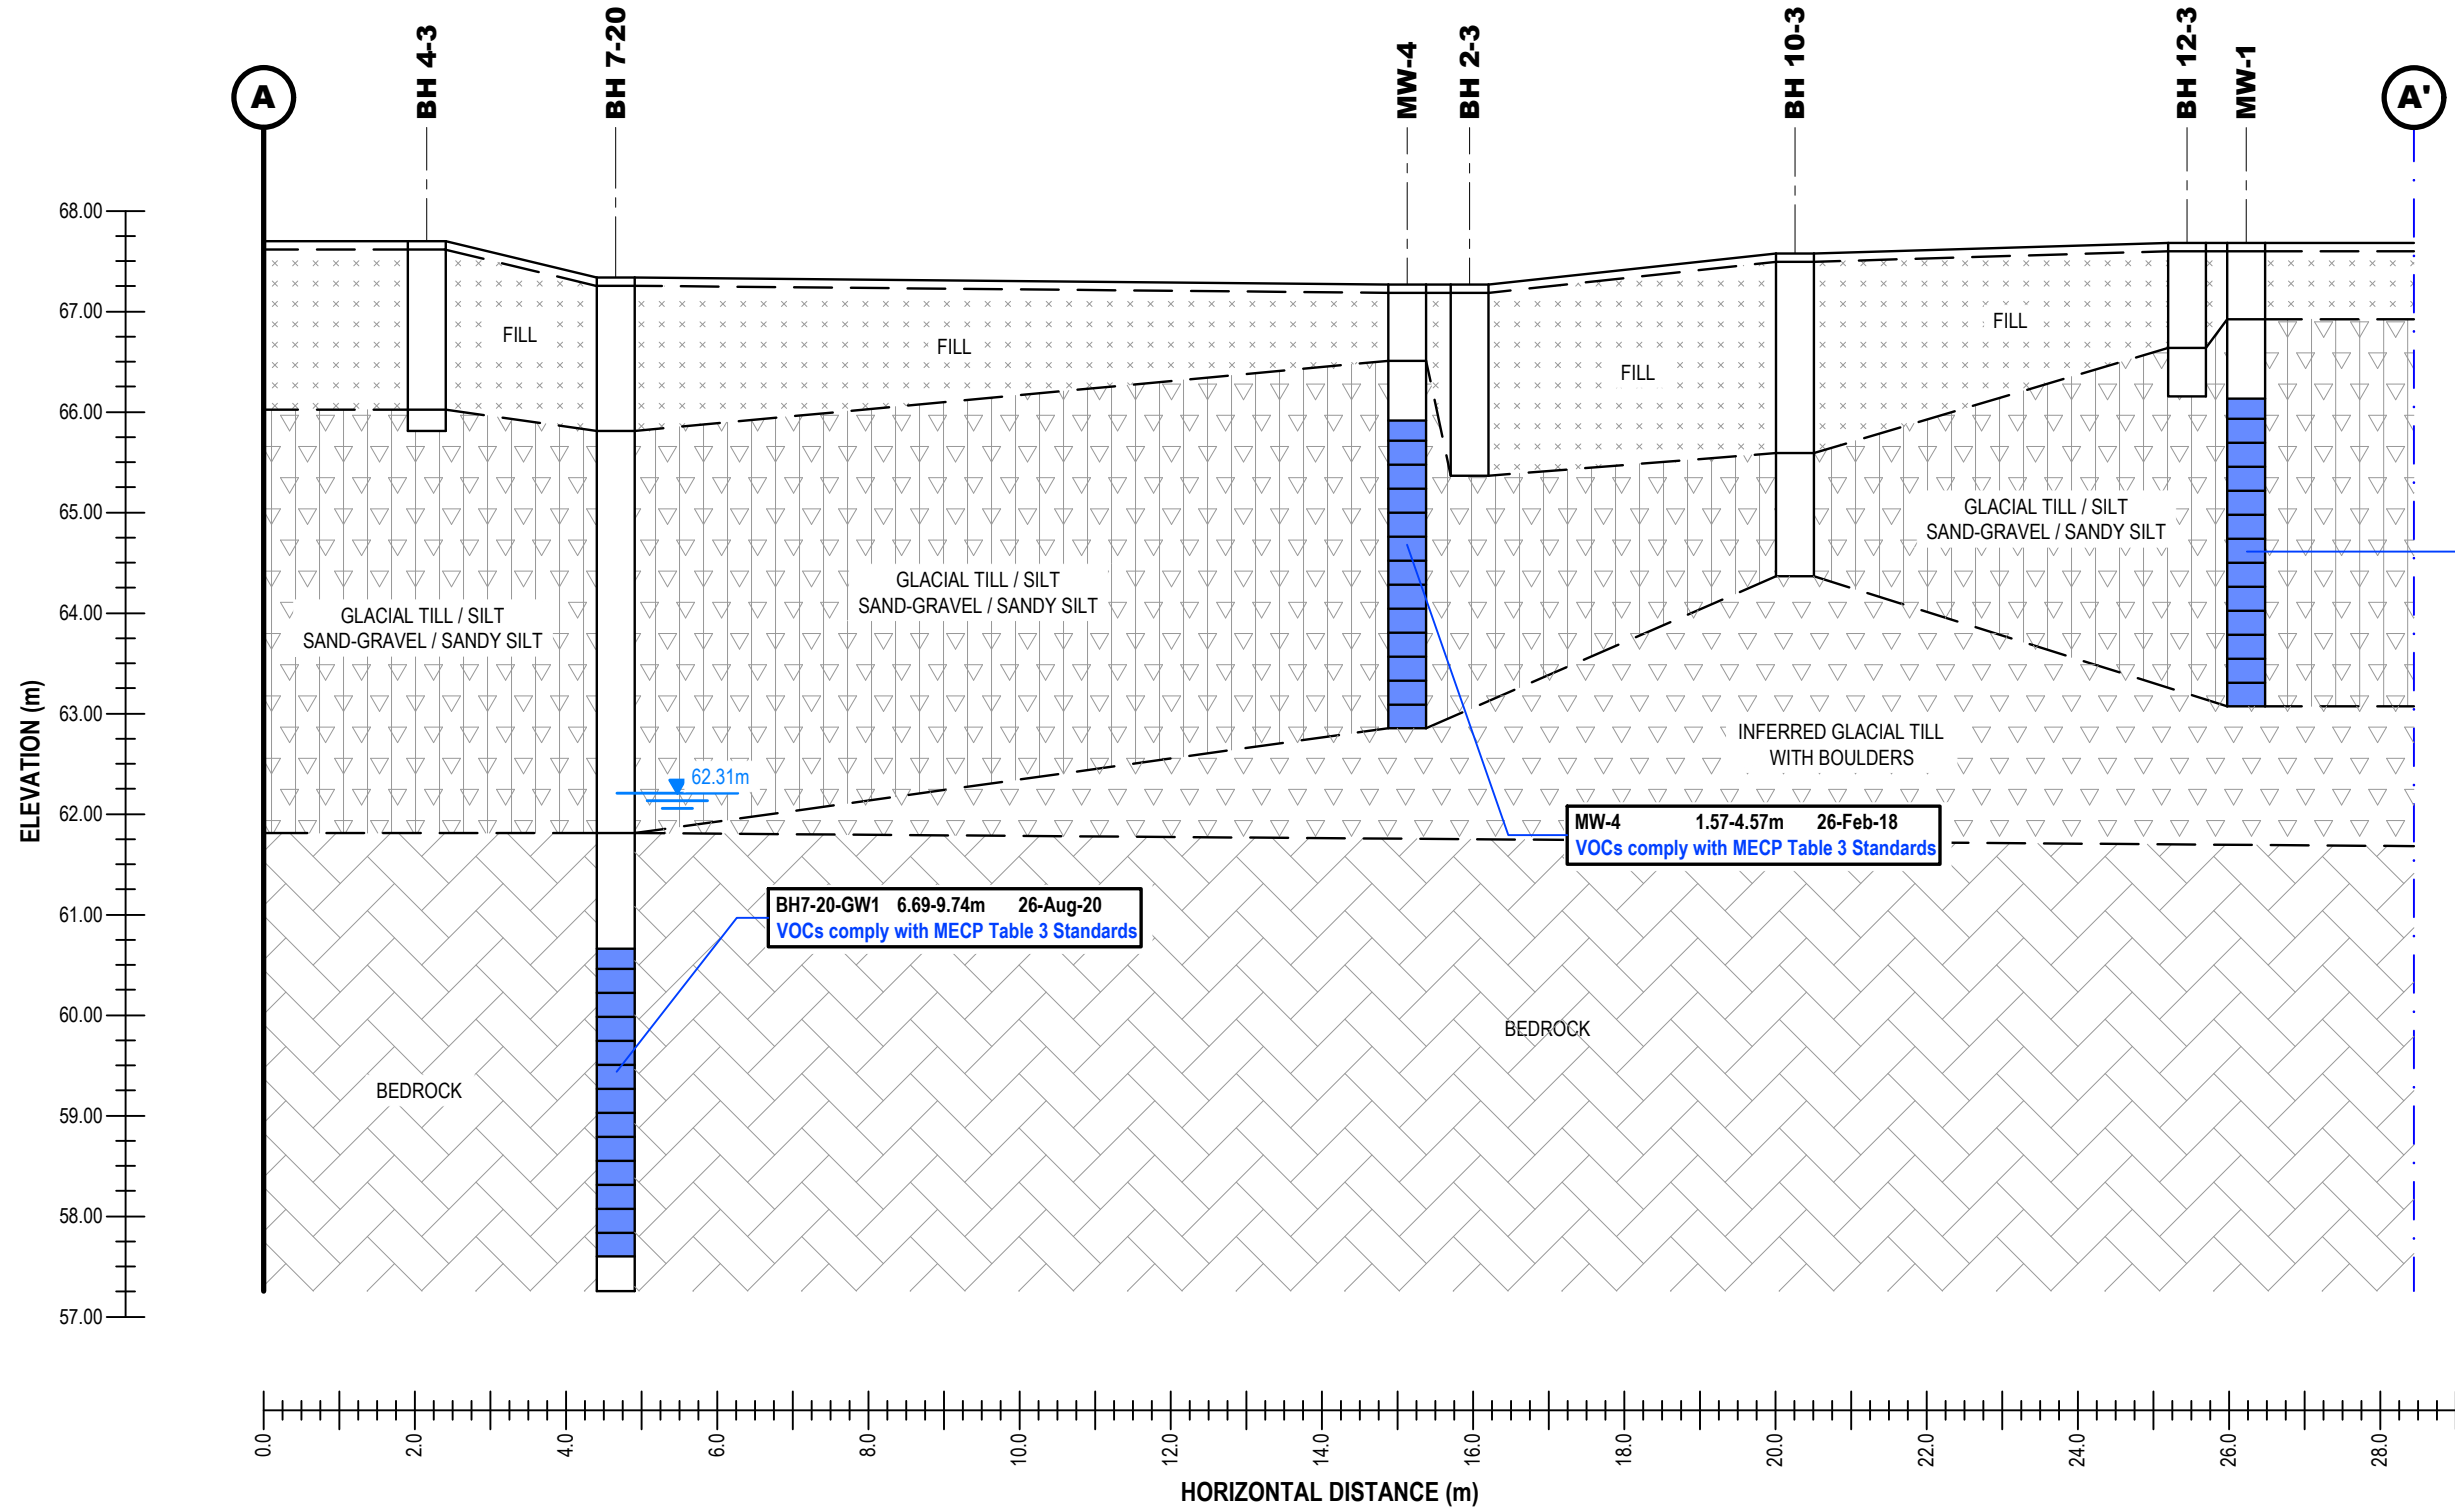 BH 4-3
BH 7-20
MW-4
BH 2-3
BH 10-3
BH 12-3
MW-1
A
A'
68.00
67.00
66.00
65.00
64.00
63.00
62.00
61.00
60.00
59.00
58.00
57.00
ELEVATION (m)
FILL
FILL
FILL
FILL
GLACIAL TILL / SILT
SAND-GRAVEL / SANDY SILT
GLACIAL TILL / SILT
SAND-GRAVEL / SANDY SILT
GLACIAL TILL / SILT
SAND-GRAVEL / SANDY SILT
INFERRED GLACIAL TILL
WITH BOULDERS
62.31m
MW-4 1.57-4.57m 26-Feb-18
VOCs comply with MECP Table 3 Standards
BH7-20-GW1 6.69-9.74m 26-Aug-20
VOCs comply with MECP Table 3 Standards
BEDROCK
BEDROCK
0.0
2.0
4.0
6.0
8.0
10.0
12.0
14.0
16.0
18.0
20.0
22.0
24.0
26.0
28.0
HORIZONTAL DISTANCE (m)